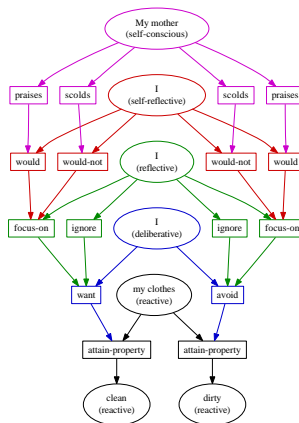 My mother
(self-conscious)
praises scolds scolds praises
I
(self-reflective)
would would-not would-not would
I
(reflective)
focus-on ignore ignore focus-on
I
(deliberative)
want my clothes avoid
(reactive)
attain-property attain-property
clean dirty
(reactive) (reactive)